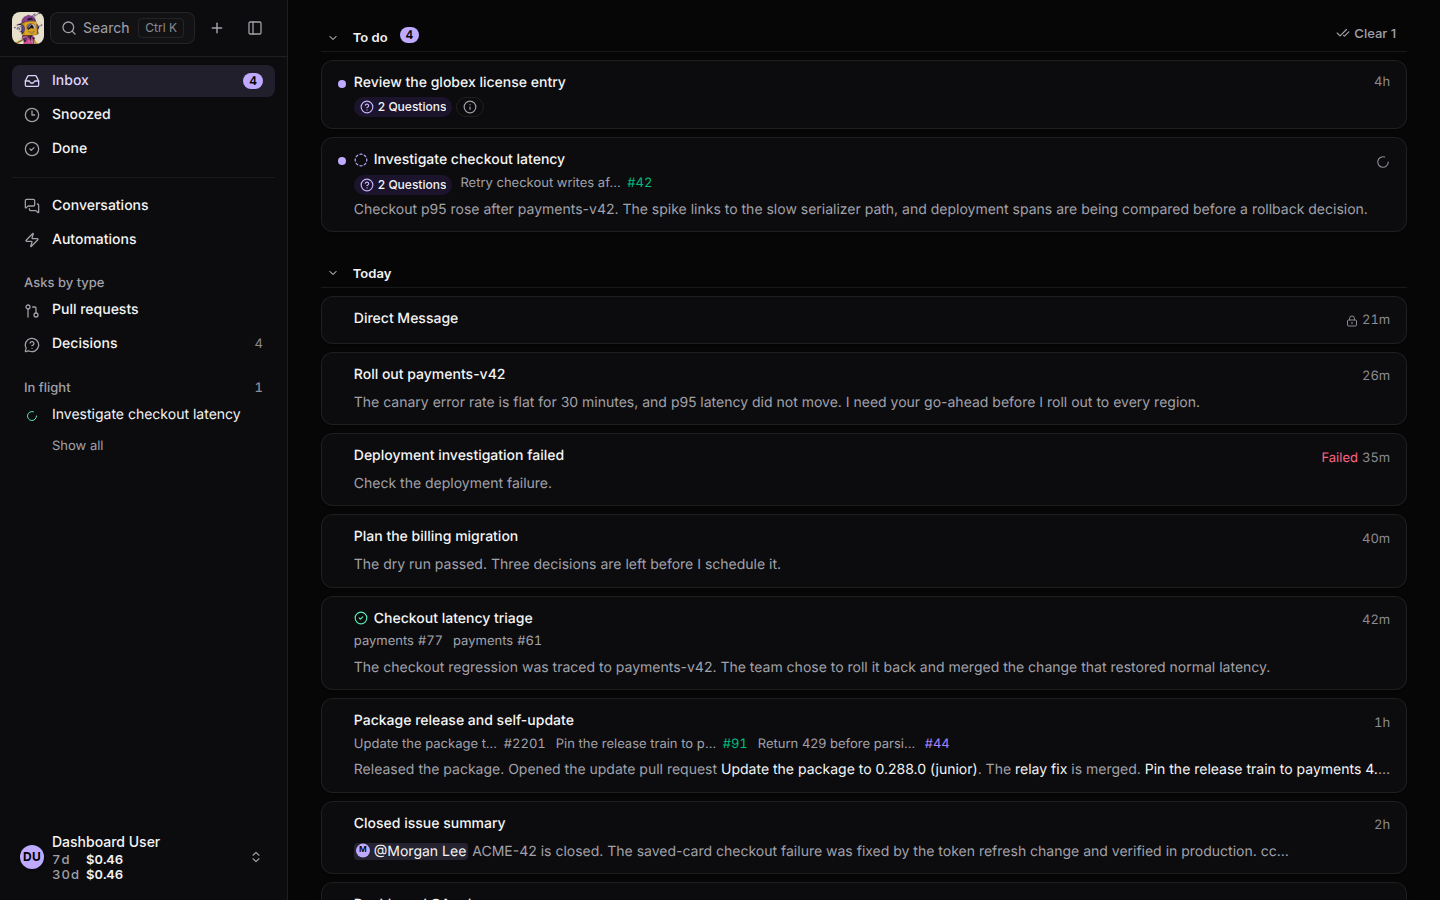 Search Ctrl K
Inbox 4
Snoozed
Done
Conversations
Automations
Asks by type
Pull requests
Decisions 4
In flight 1
Investigate checkout latency
Show all
DU Dashboard User
7d $0.46
30d $0.46
To do 4 Clear 1
Review the globex license entry 4h
2 Questions
Investigate checkout latency
2 Questions Retry checkout writes af... #42
Checkout p95 rose after payments-v42. The spike links to the slow serializer path, and deployment spans are being compared before a rollback decision.
Today
Direct Message 21m
Roll out payments-v42 26m
The canary error rate is flat for 30 minutes, and p95 latency did not move. I need your go-ahead before I roll out to every region.
Deployment investigation failed Failed 35m
Check the deployment failure.
Plan the billing migration 40m
The dry run passed. Three decisions are left before I schedule it.
Checkout latency triage 42m
payments #77 payments #61
The checkout regression was traced to payments-v42. The team chose to roll it back and merged the change that restored normal latency.
Package release and self-update 1h
Update the package t... #2201 Pin the release train to p... #91 Return 429 before parsi... #44
Released the package. Opened the update pull request Update the package to 0.288.0 (junior). The relay fix is merged. Pin the release train to payments 4....
Closed issue summary 2h
M @Morgan Lee ACME-42 is closed. The saved-card checkout failure was fixed by the token refresh change and verified in production. cc...